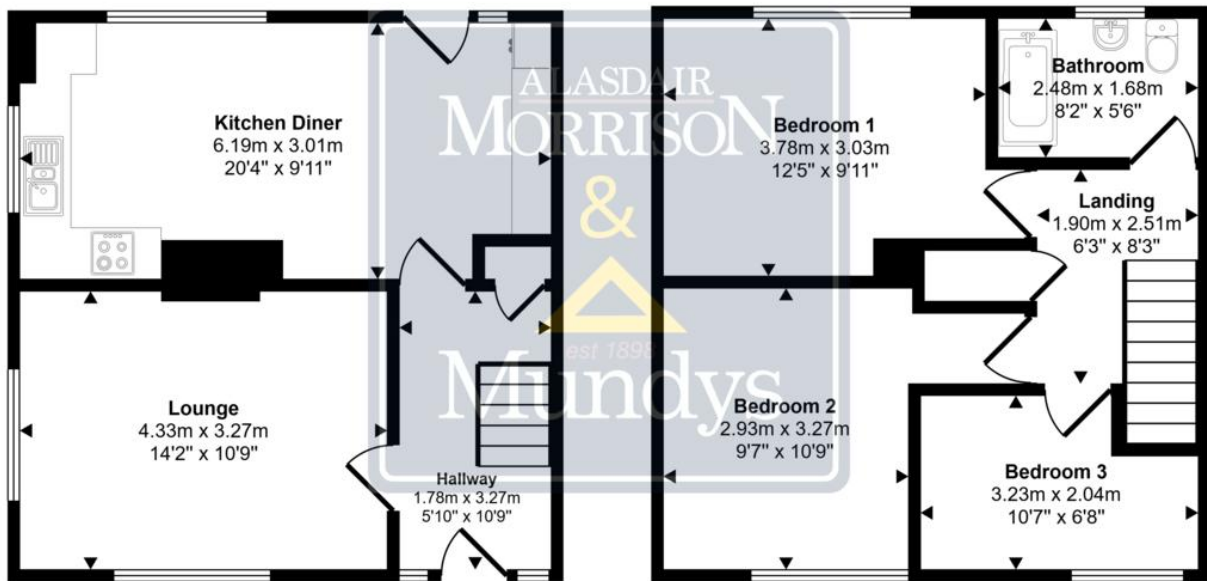 Kitchen Diner
6.19m x 3.01m
20'4" x 9'11"
Lounge
4.33m x 3.27m
14'2" x 10'9"
Hallway
1.78m x 3.27m
5'10" x 10'9"
ALASDAIR
MORRISON
&
est 1898
Mundys
Bedroom 1
3.78m x 3.03m
12'5" x 9'11"
Bathroom
2.48m x 1.68m
8'2" x 5'6"
Landing
1.90m x 2.51m
6'3" x 8'3"
Bedroom 2
2.93m x 3.27m
9'7" x 10'9"
Bedroom 3
3.23m x 2.04m
10'7" x 6'8"